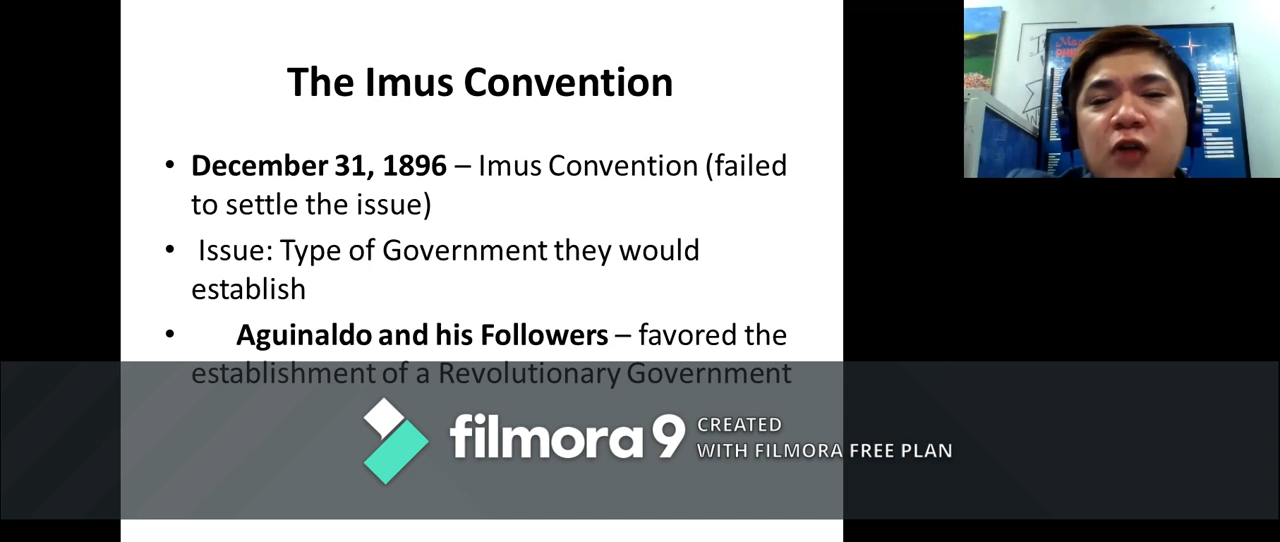 The Imus Convention
• December 31, 1896 – Imus Convention (failed
to settle the issue)
• Issue: Type of Government they would
establish
• Aguinaldo and his Followers – favored the
establishment of a Revolutionary Government
filmora9 CREATED
WITH FILMORA FREE PLAN